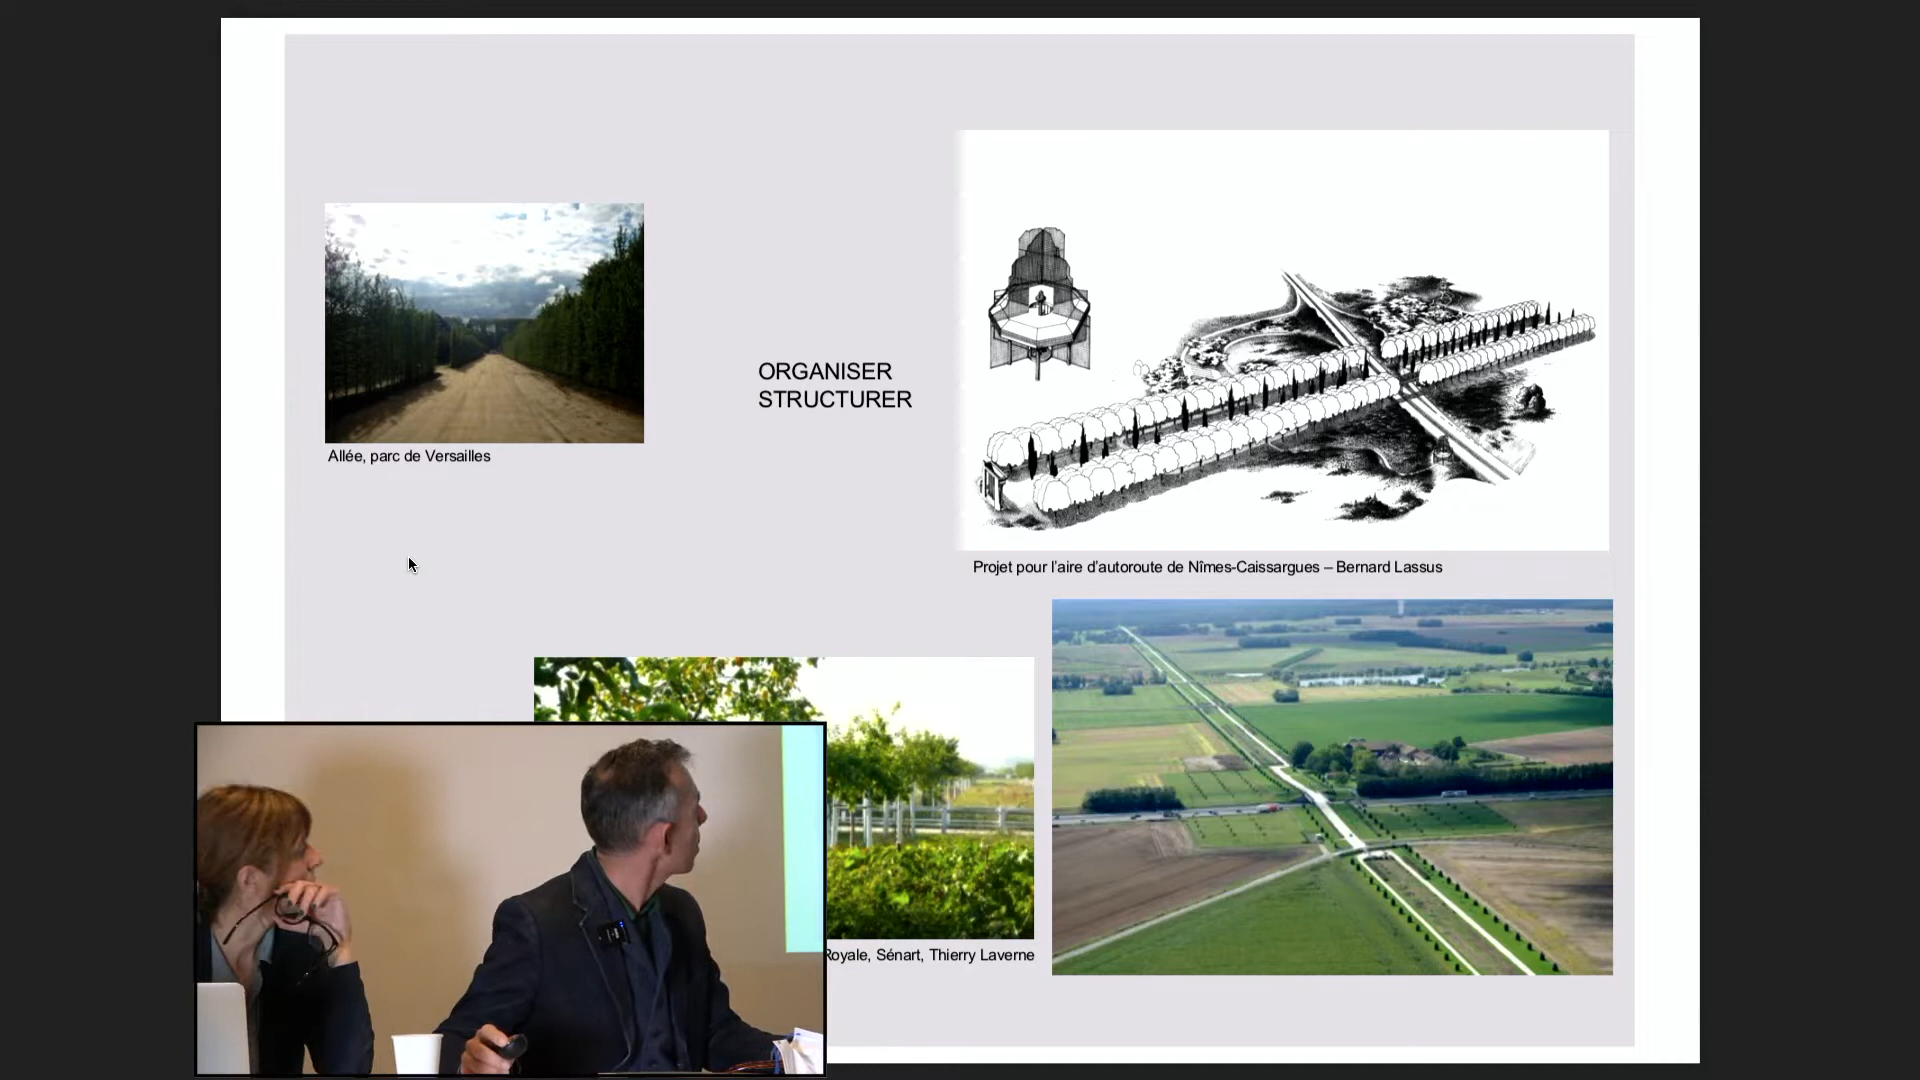 ORGANISER
STRUCTURER
Allée, parc de Versailles
Projet pour l'aire d'autoroute de Nîmes-Caissargues – Bernard Lassus
Royale, Sénart, Thierry Laverne